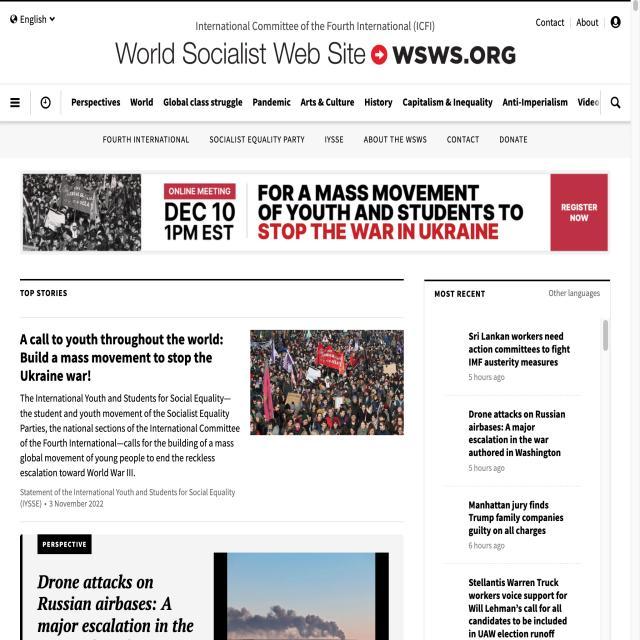 English
International Committee of the Fourth International (ICFI)
Contact
About
World Socialist Web Site WSWS.ORG
Perspectives World Global class struggle Pandemic Arts & Culture History Capitalism & Inequality Anti-Imperialism Video
FOURTH INTERNATIONAL SOCIALIST EQUALITY PARTY IYSSE ABOUT THE WSWS CONTACT DONATE
ONLINE MEETING
DEC 10
1PM EST
FOR A MASS MOVEMENT
OF YOUTH AND STUDENTS TO
STOP THE WAR IN UKRAINE
REGISTER
NOW
TOP STORIES
A call to youth throughout the world:
Build a mass movement to stop the
Ukraine war!
The International Youth and Students for Social Equality—
the student and youth movement of the Socialist Equality
Parties, the national sections of the International Committee
of the Fourth International—calls for the building of a mass
global movement of young people to end the reckless
escalation toward World War III.
Statement of the International Youth and Students for Social Equality
(IYSSE) • 3 November 2022
PERSPECTIVE
Drone attacks on
Russian airbases: A
major escalation in the
MOST RECENT
Other languages
Sri Lankan workers need
action committees to fight
IMF austerity measures
5 hours ago
Drone attacks on Russian
airbases: A major
escalation in the war
authored in Washington
5 hours ago
Manhattan jury finds
Trump family companies
guilty on all charges
6 hours ago
Stellantis Warren Truck
workers voice support for
Will Lehman's call for all
candidates to be included
in UAW election runoff